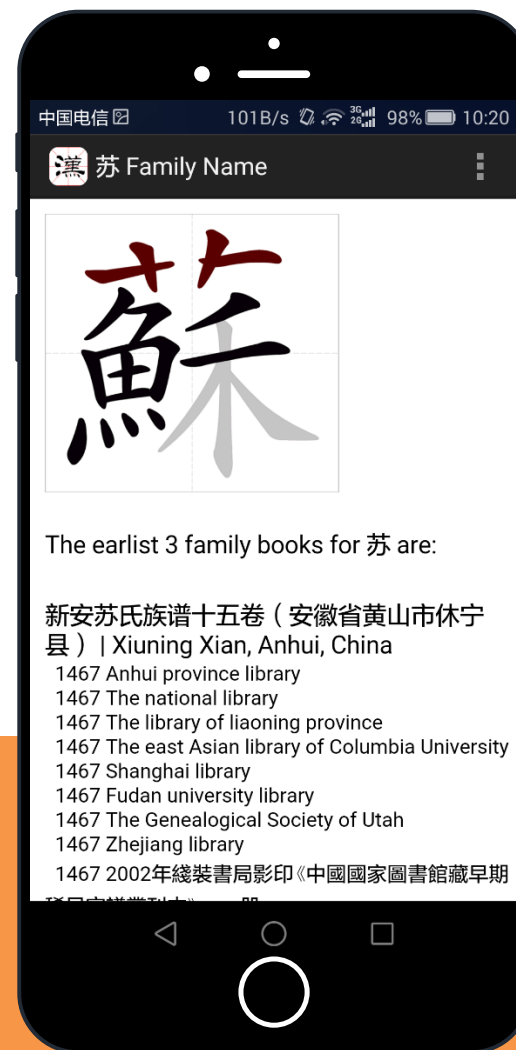 中国电信 101B/s 3G 2G 98% 10:20
漢 苏 Family Name
蘇
The earlist 3 family books for 苏 are:
新安苏氏族谱十五卷（安徽省黄山市休宁
县）| Xiuning Xian, Anhui, China
1467 Anhui province library
1467 The national library
1467 The library of liaoning province
1467 The east Asian library of Columbia University
1467 Shanghai library
1467 Fudan university library
1467 The Genealogical Society of Utah
1467 Zhejiang library
1467 2002年綫裝書局影印《中國國家圖書館藏早期